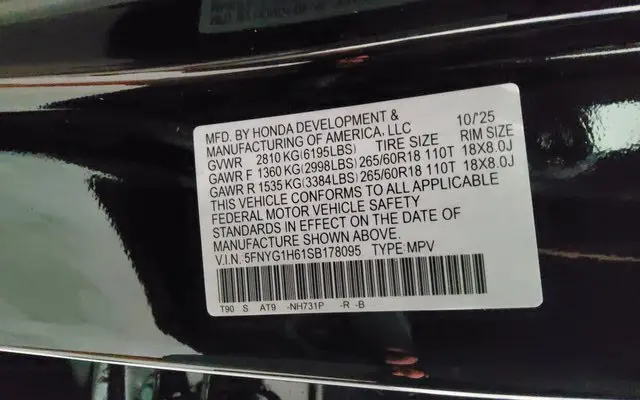 MFD. BY HONDA DEVELOPMENT & 10/'25
MANUFACTURING OF AMERICA, LLC
GVWR 2810 KG(6195LBS) TIRE SIZE RIM SIZE
GAWR F 1360 KG(2998LBS) 265/60R18 110T 18X8.0J
GAWR R 1535 KG(3384LBS) 265/60R18 110T 18X8.0J
THIS VEHICLE CONFORMS TO ALL APPLICABLE
FEDERAL MOTOR VEHICLE SAFETY
STANDARDS IN EFFECT ON THE DATE OF
MANUFACTURE SHOWN ABOVE.
V.I.N. 5FNYG1H61SB178095 TYPE:MPV
T90 S AT9 -NH731P -R -B